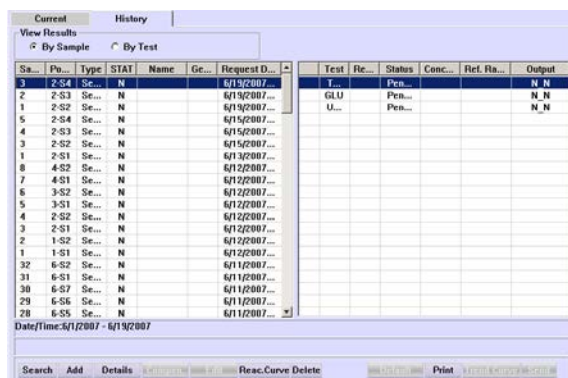 Current History
View Results
By Sample By Test
Sa... Po... Type STAT Name Ge... Request D...
3 2-S4 Se... N 6/19/2007...
2 2-S3 Se... N 6/19/2007...
1 2-S2 Se... N 6/19/2007...
5 2-S4 Se... N 6/15/2007...
4 2-S3 Se... N 6/15/2007...
3 2-S2 Se... N 6/15/2007...
1 2-S1 Se... N 6/13/2007...
8 4-S2 Se... N 6/12/2007...
7 4-S1 Se... N 6/12/2007...
6 3-S2 Se... N 6/12/2007...
5 3-S1 Se... N 6/12/2007...
4 2-S2 Se... N 6/12/2007...
3 2-S1 Se... N 6/12/2007...
2 1-S2 Se... N 6/12/2007...
1 1-S1 Se... N 6/12/2007...
32 6-S2 Se... N 6/11/2007...
31 6-S1 Se... N 6/11/2007...
30 6-S7 Se... N 6/11/2007...
29 6-S6 Se... N 6/11/2007...
28 6-S5 Se... N 6/11/2007...
Test Re... Status Conc... Ref. Ra... Output
T... Pen... N_N
GLU Pen... N_N
U... Pen... N_N
Date/Time:6/1/2007 - 6/19/2007
Search Add Details Reac.Curve Delete Default Print Trend Curve Send